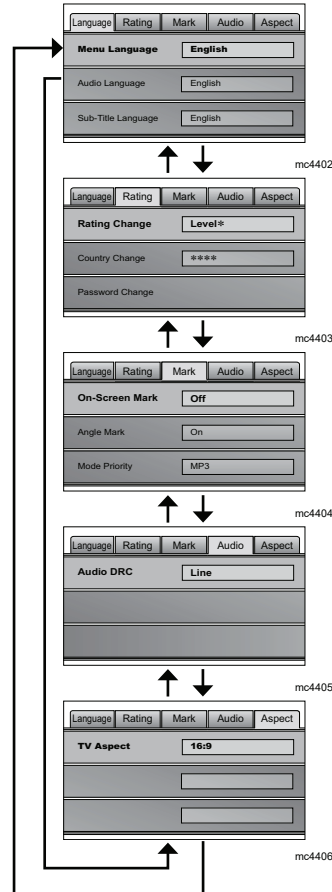 Language Rating Mark Audio Aspect
Menu Language English
Audio Language English
Sub-Title Language English
mc4402
Language Rating Mark Audio Aspect
Rating Change Level*
Country Change ****
Password Change
mc4403
Language Rating Mark Audio Aspect
On-Screen Mark Off
Angle Mark On
Mode Priority MP3
mc4404
Language Rating Mark Audio Aspect
Audio DRC Line
mc4405
Language Rating Mark Audio Aspect
TV Aspect 16:9
mc4406